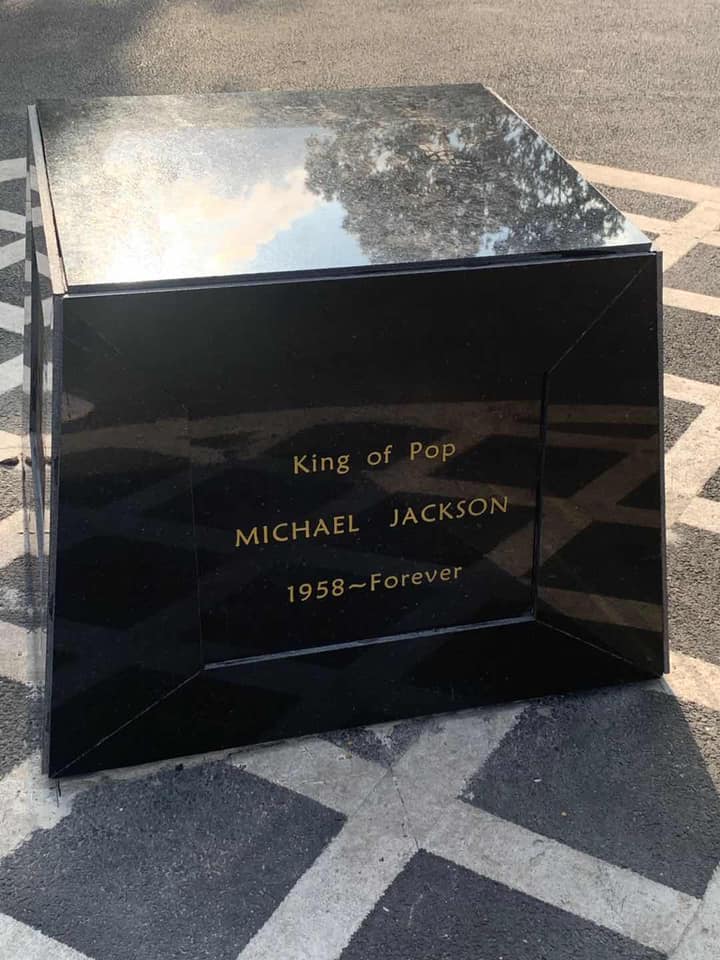 King of Pop
MICHAEL JACKSON
1958~Forever